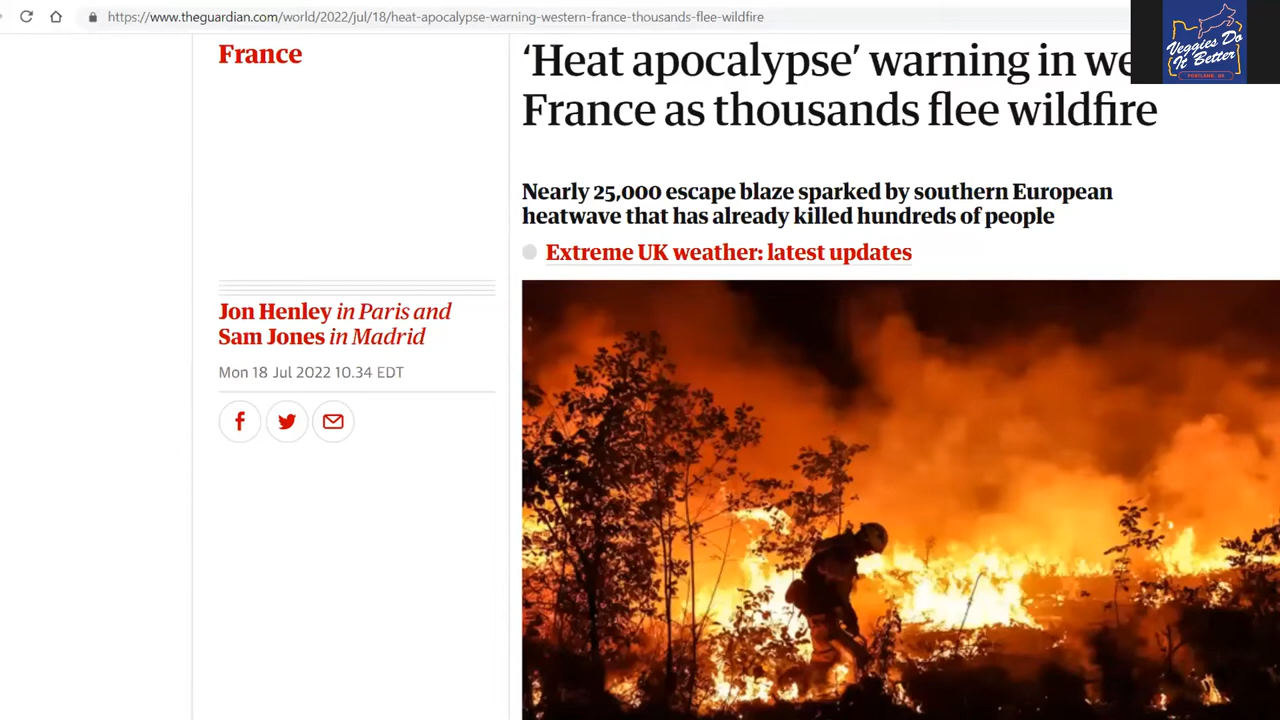 https://www.theguardian.com/world/2022/jul/18/heat-apocalypse-warning-western-france-thousands-flee-wildfire
Veggies Do
It Better
PORTLAND, OR
France
‘Heat apocalypse’ warning in we
France as thousands flee wildfire
Nearly 25,000 escape blaze sparked by southern European
heatwave that has already killed hundreds of people
Extreme UK weather: latest updates
Jon Henley in Paris and
Sam Jones in Madrid
Mon 18 Jul 2022 10.34 EDT